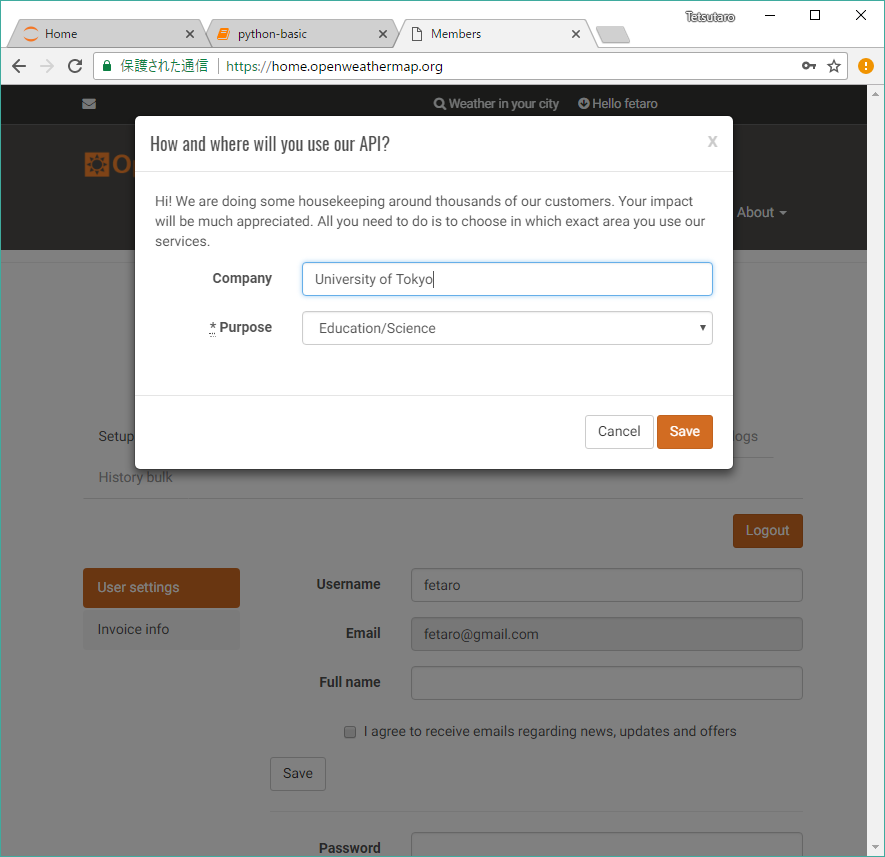 Tetsutaro
Home
python-basic
Members
保護された通信
https://home.openweathermap.org
Weather in your city
Hello fetaro
How and where will you use our API?
X
About
Hi! We are doing some housekeeping around thousands of our customers. Your impact
will be much appreciated. All you need to do is to choose in which exact area you use our
services.
Company
University of Tokyo
* Purpose
Education/Science
Cancel
Save
Setup
logs
History bulk
Logout
User settings
Invoice info
Username
fetaro
Email
fetaro@gmail.com
Full name
I agree to receive emails regarding news, updates and offers
Save
Password